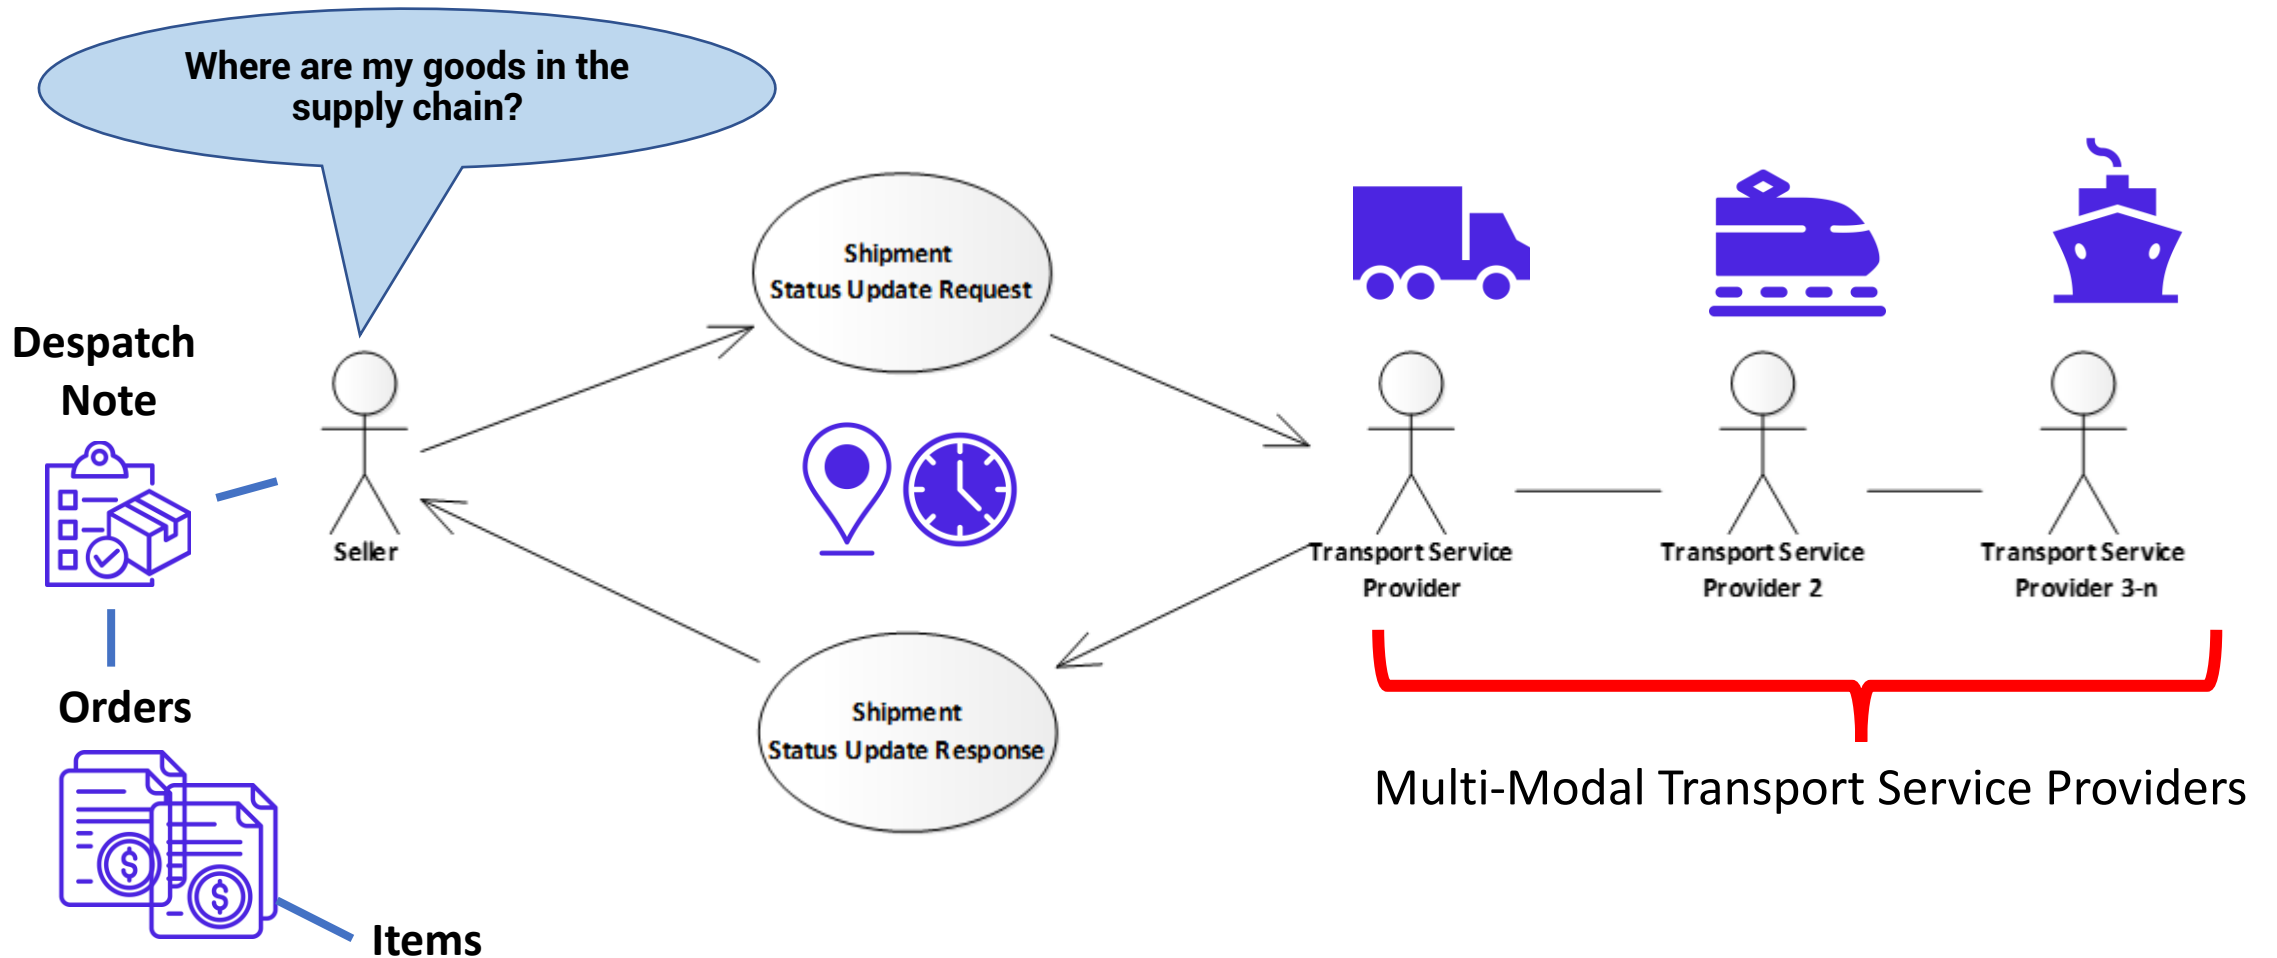 Where are my goods in the
supply chain?
Shipment
Status Update Request
Despatch
Note
Seller
Transport Service
Provider
Transport Service
Provider 2
Transport Service
Provider 3-n
Orders
$
$
Shipment
Status Update Response
Multi-Modal Transport Service Providers
Items